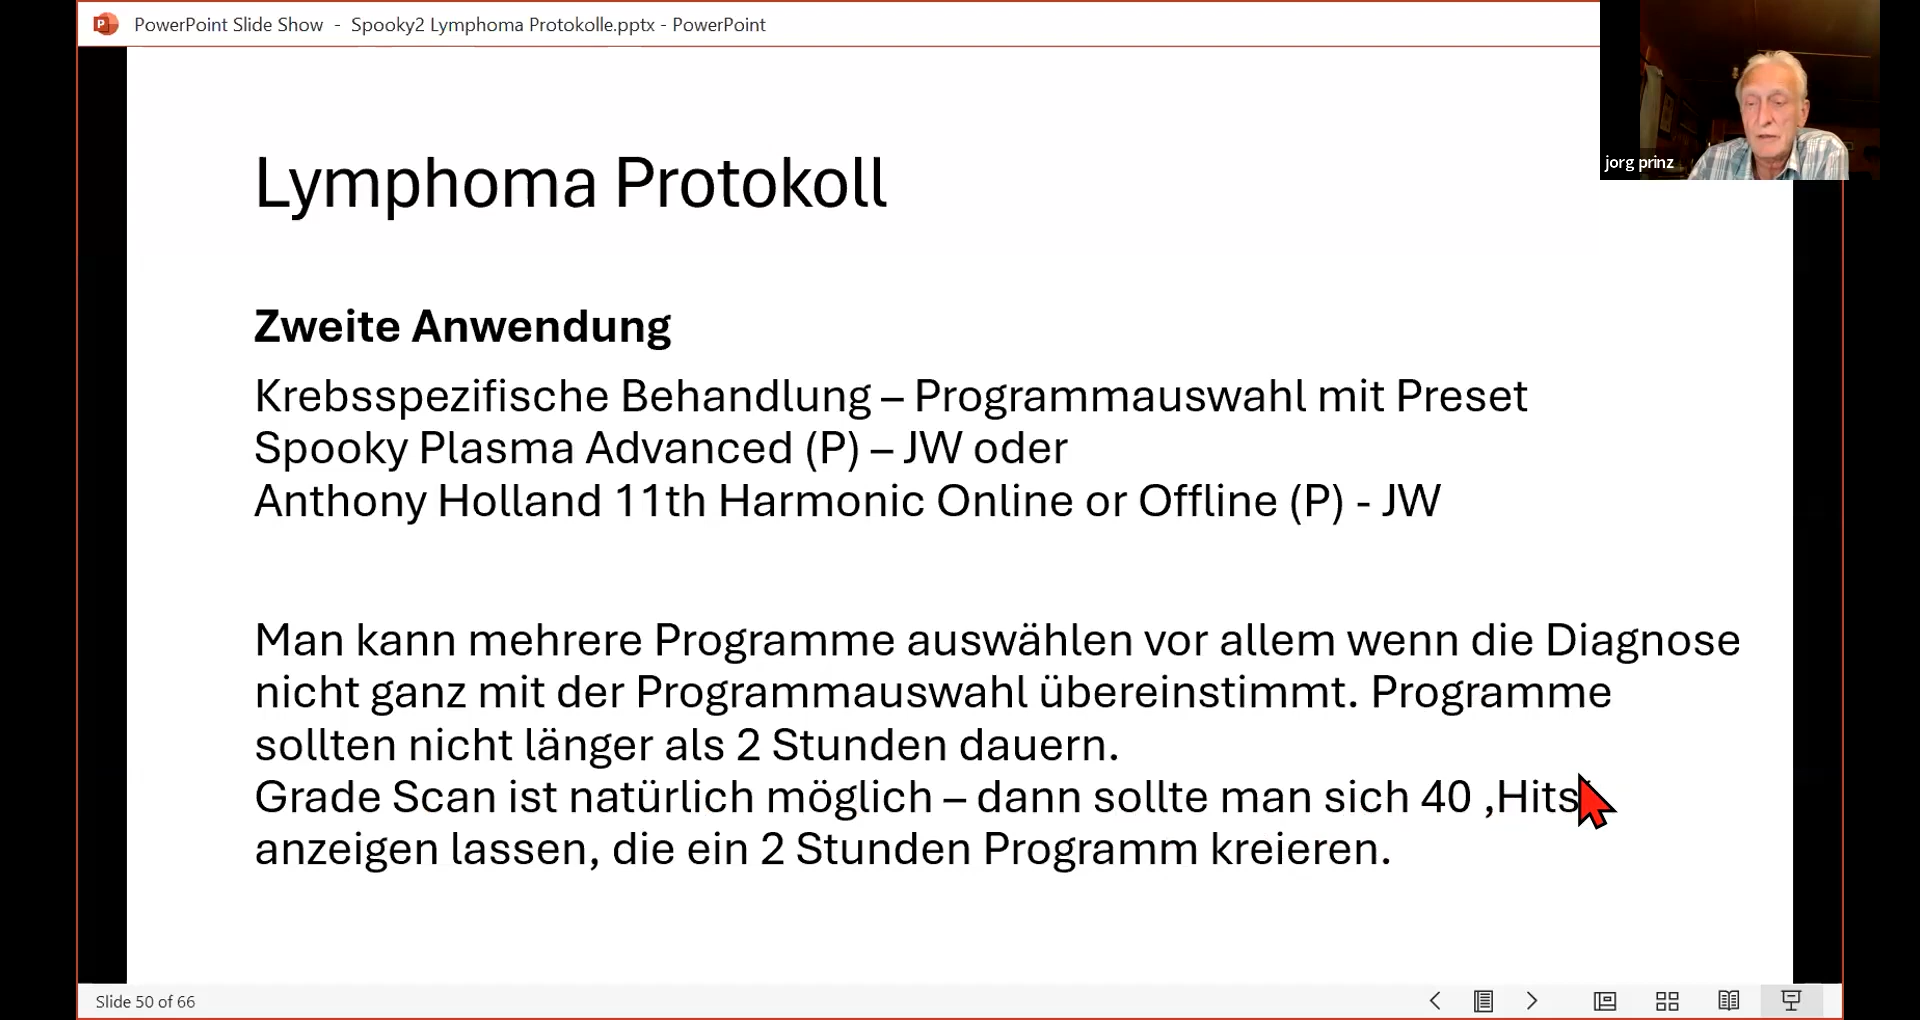 PowerPoint Slide Show - Spooky2 Lymphoma Protokolle.pptx - PowerPoint
jorg prinz
Lymphoma Protokoll
Zweite Anwendung
Krebsspezifische Behandlung – Programmauswahl mit Preset
Spooky Plasma Advanced (P) – JW oder
Anthony Holland 11th Harmonic Online or Offline (P) - JW
Man kann mehrere Programme auswählen vor allem wenn die Diagnose
nicht ganz mit der Programmauswahl übereinstimmt. Programme
sollten nicht länger als 2 Stunden dauern.
Grade Scan ist natürlich möglich – dann sollte man sich 40 ‚Hits
anzeigen lassen, die ein 2 Stunden Programm kreieren.
Slide 50 of 66